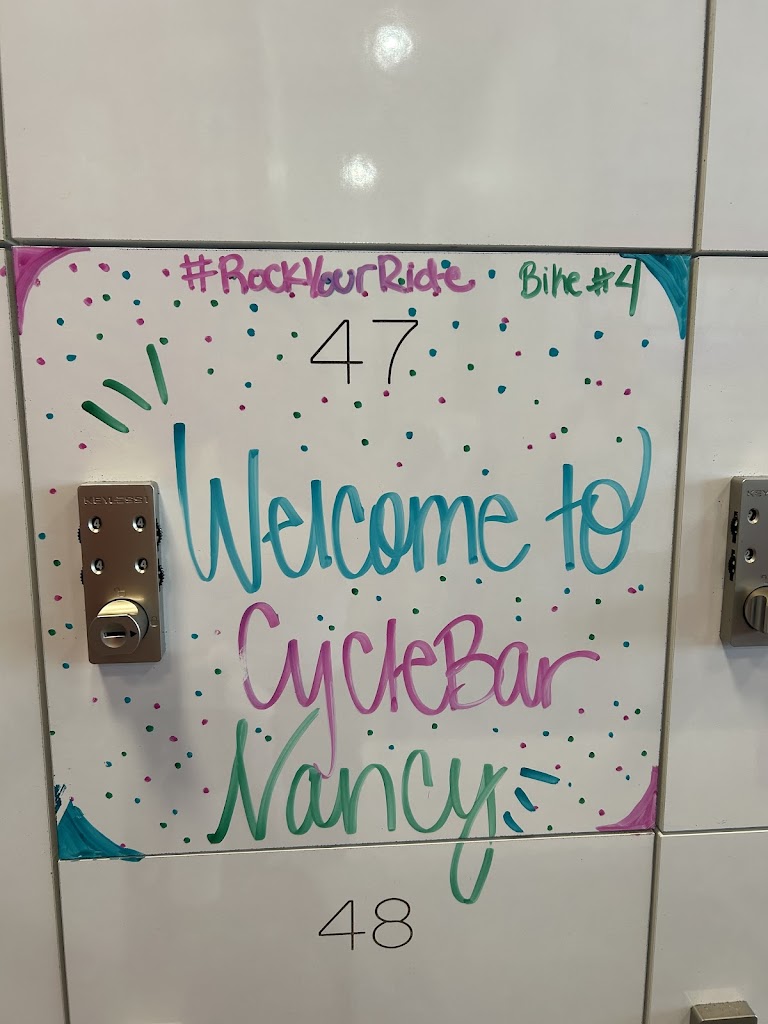 #RockYourRide Bike #4
47
Welcome to
CycleBar
Nancy
48